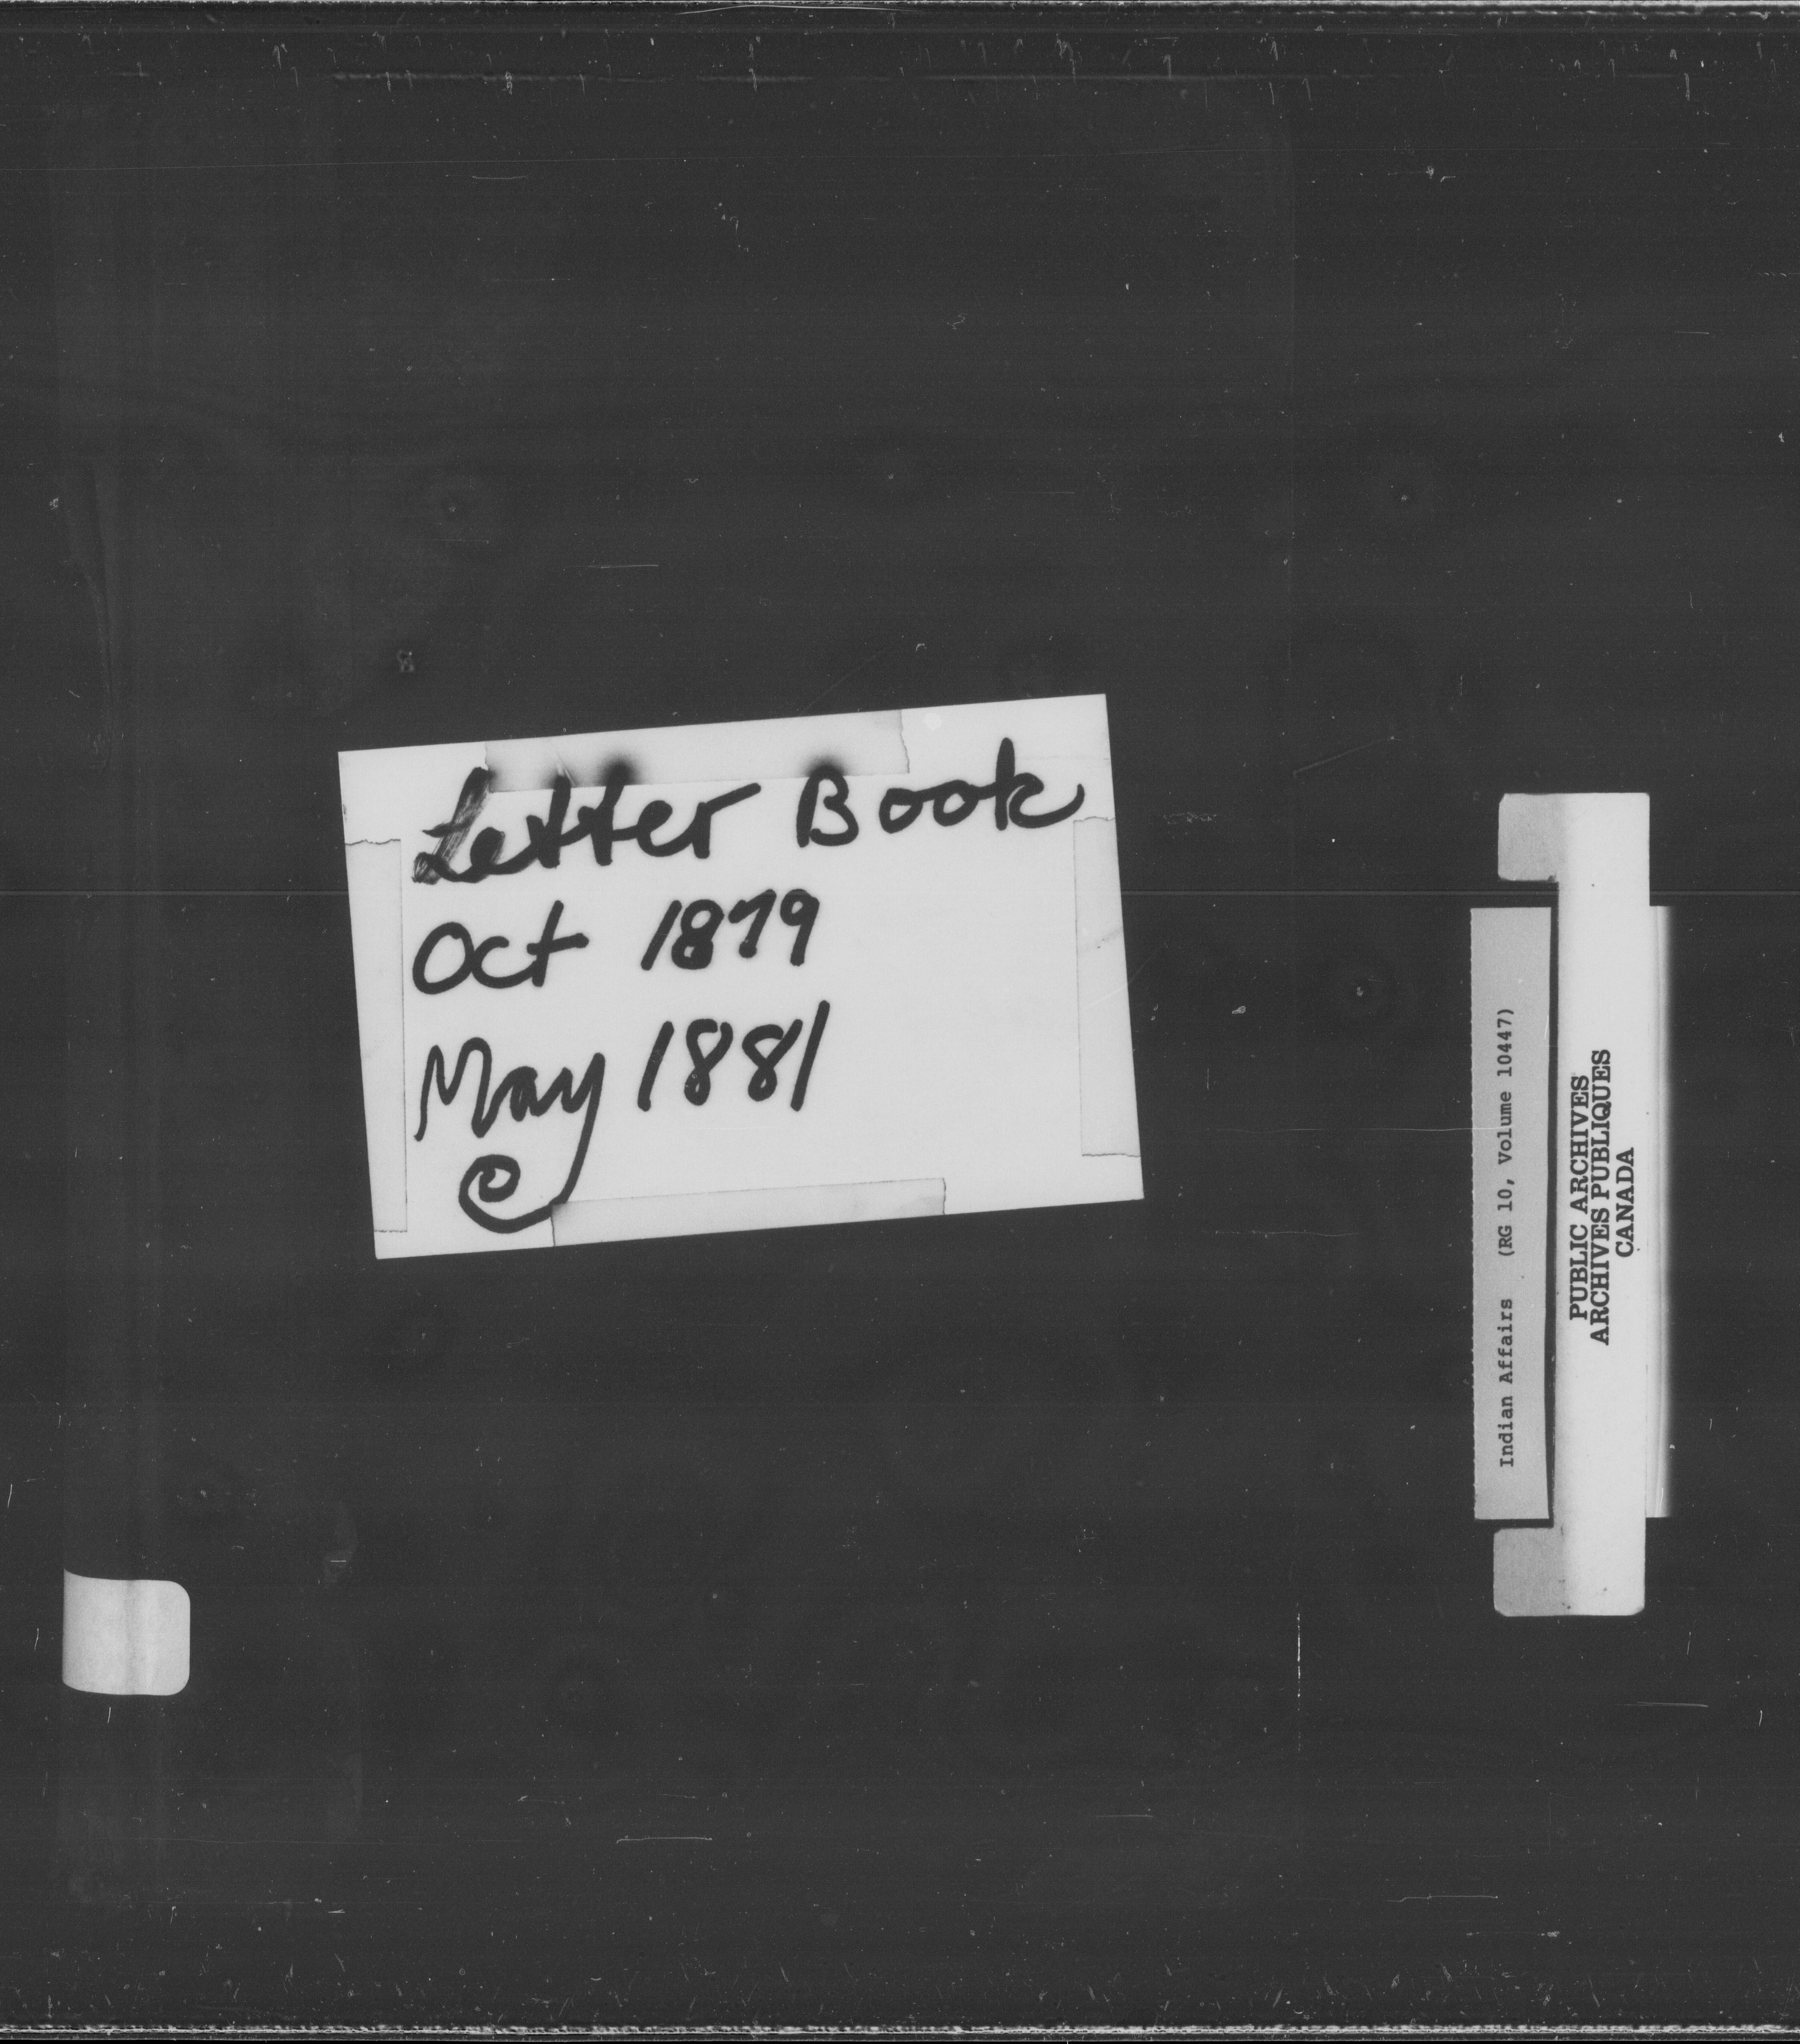 Letter Book
Oct 1879
May 1881
Indian Affairs (RG 10, Volume 10447)
PUBLIC ARCHIVES
ARCHIVES PUBLIQUES
CANADA